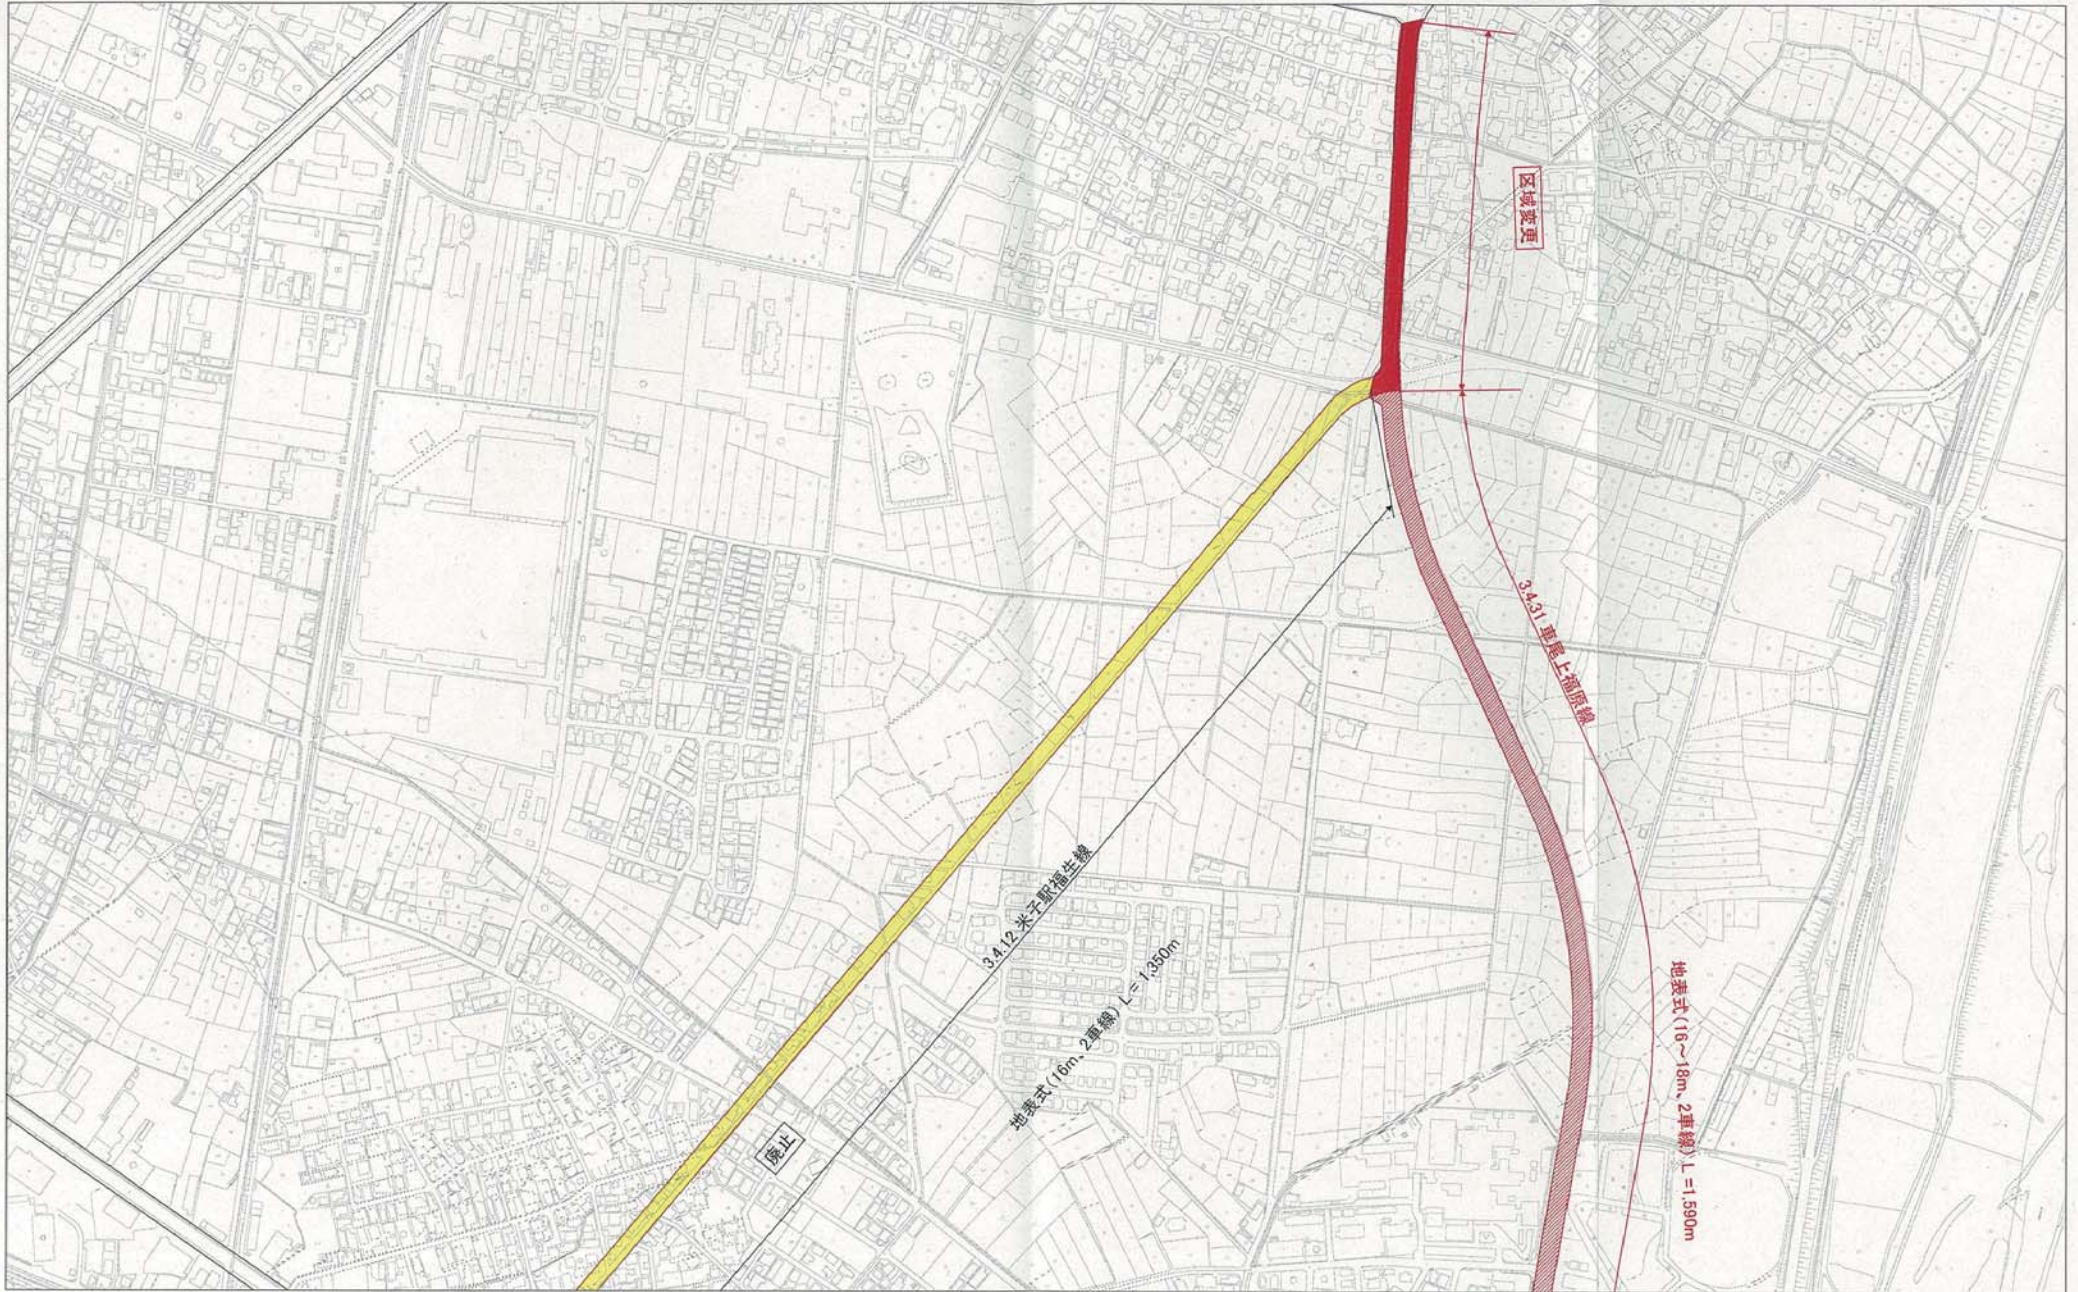 区域変更
3.4.31 車尾上福原線
地表式(16～18m、2車線) L=1,590m
3.4.12 米子駅福生線
地表式(16m、2車線) L=1,350m
廃止